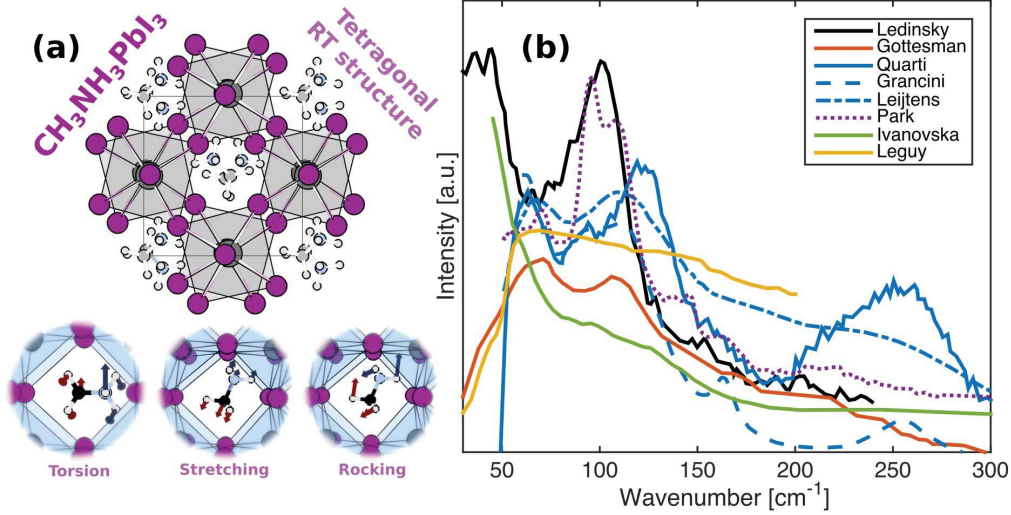 (a)
CH3NH3PbI3
Tetragonal
RT structure
Torsion
Stretching
Rocking
(b)
Ledinsky
Gottesman
Quarti
Grancini
Leijtens
Park
Ivanovska
Leguy
Intensity [a.u.]
50 100 150 200 250 300
Wavenumber [cm-1]